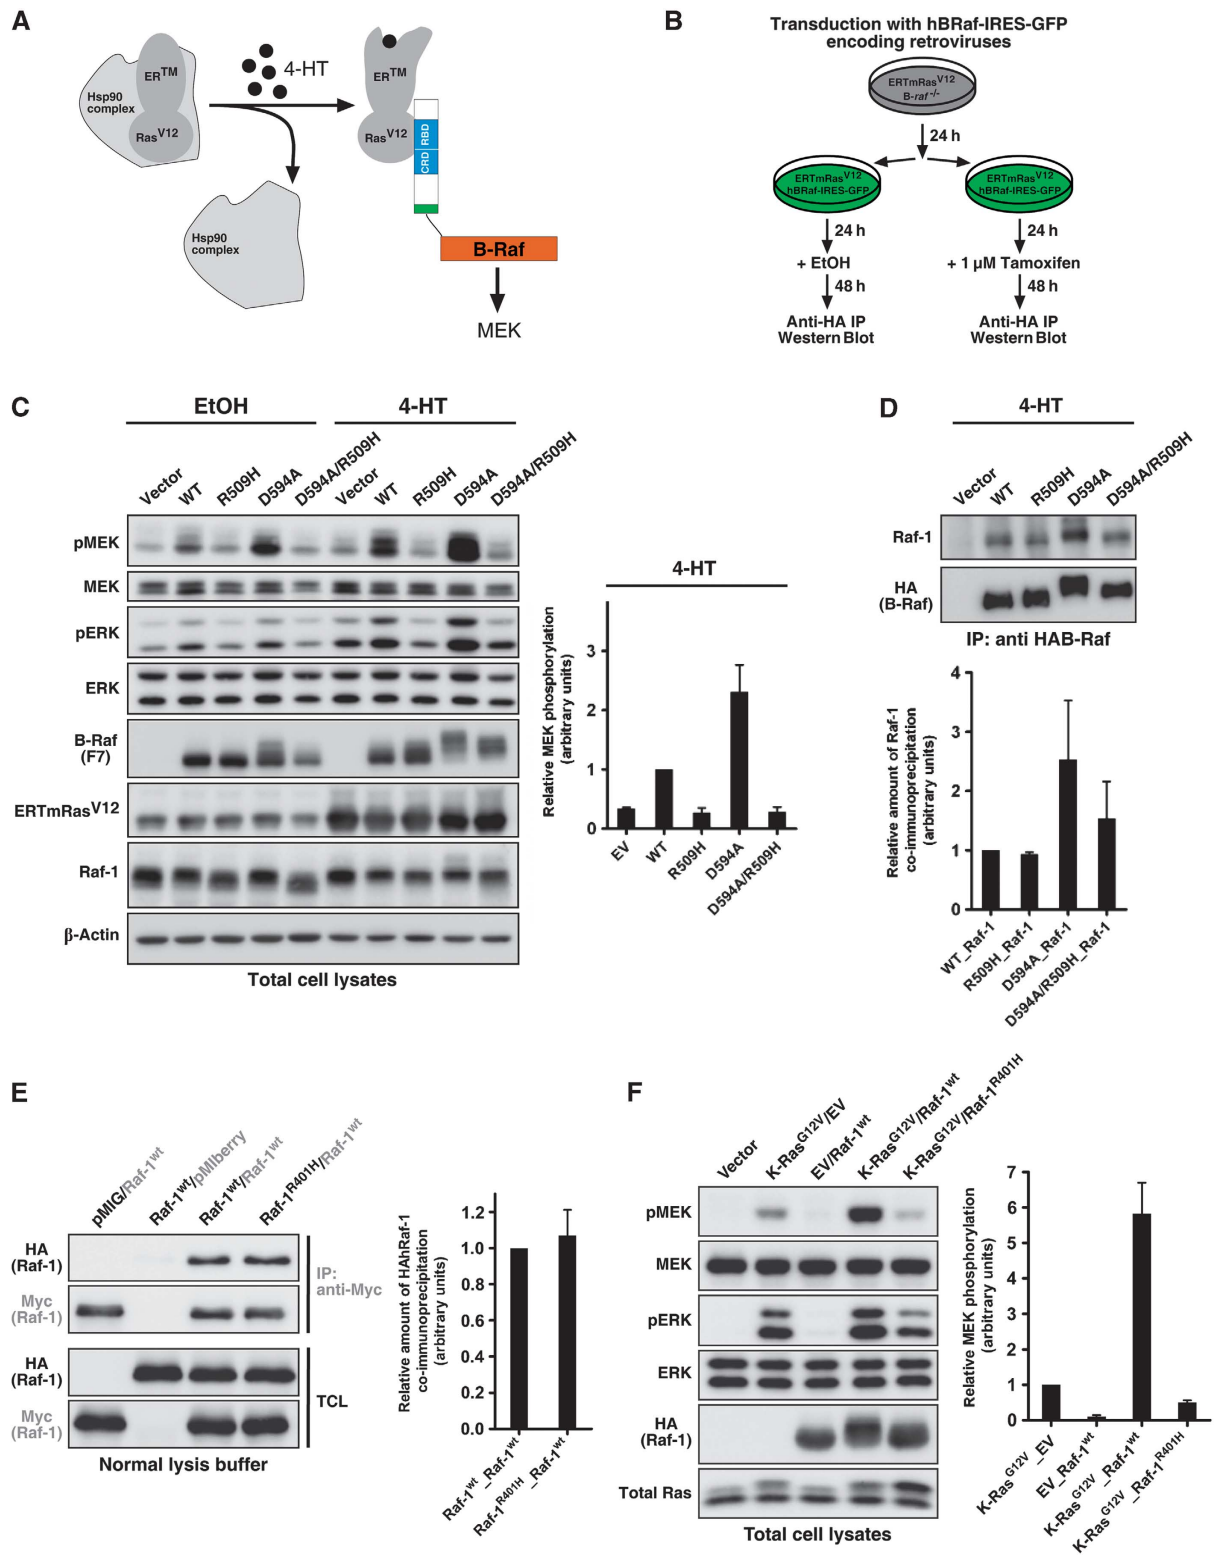 A
ER^TM
Hsp90
complex
Ras^V12
4-HT
ER^TM
Ras^V12
RBD
CRD
Hsp90
complex
B-Raf
MEK
B
Transduction with hBRaf-IRES-GFP
encoding retroviruses
ERTmRas^V12
B-raf^-/-
24 h
ERTmRas^V12
hBRaf-IRES-GFP
ERTmRas^V12
hBRaf-IRES-GFP
24 h
24 h
+ EtOH
+ 1 µM Tamoxifen
48 h
48 h
Anti-HA IP
Western Blot
Anti-HA IP
Western Blot
C
EtOH
4-HT
Vector
WT
R509H
D594A
D594A/R509H
Vector
WT
R509H
D594A
D594A/R509H
pMEK
MEK
pERK
ERK
B-Raf
(F7)
ERTmRas^V12
Raf-1
β-Actin
Total cell lysates
4-HT
Relative MEK phosphorylation
(arbitrary units)
3
2
1
0
EV
WT
R509H
D594A
D594A/R509H
D
4-HT
Vector
WT
R509H
D594A
D594A/R509H
Raf-1
HA
(B-Raf)
IP: anti HAB-Raf
Relative amount of Raf-1
co-immunoprecipitation
(arbitrary units)
4
3
2
1
0
WT_Raf-1
R509H_Raf-1
D594A_Raf-1
D594A/R509H_Raf-1
E
pMIG/Raf-1^wt
Raf-1^wt/pMIberry
Raf-1^wt/Raf-1^wt
Raf-1^R401H/Raf-1^wt
HA
(Raf-1)
Myc
(Raf-1)
IP:
anti-Myc
HA
(Raf-1)
Myc
(Raf-1)
TCL
Normal lysis buffer
Relative amount of HAhRaf-1
co-immunoprecipitation
(arbitrary units)
1.2
1.0
0.8
0.6
0.4
0.2
0.0
Raf-1^wt_Raf-1^wt
Raf-1^R401H_Raf-1^wt
F
Vector
K-Ras^G12V/EV
EV/Raf-1^wt
K-Ras^G12V/Raf-1^wt
K-Ras^G12V/Raf-1^R401H
pMEK
MEK
pERK
ERK
HA
(Raf-1)
Total Ras
Total cell lysates
Relative MEK phosphorylation
(arbitrary units)
7
6
5
4
3
2
1
0
K-Ras^G12V_EV
EV_Raf-1^wt
K-Ras^G12V_Raf-1^wt
K-Ras^G12V_Raf-1^R401H